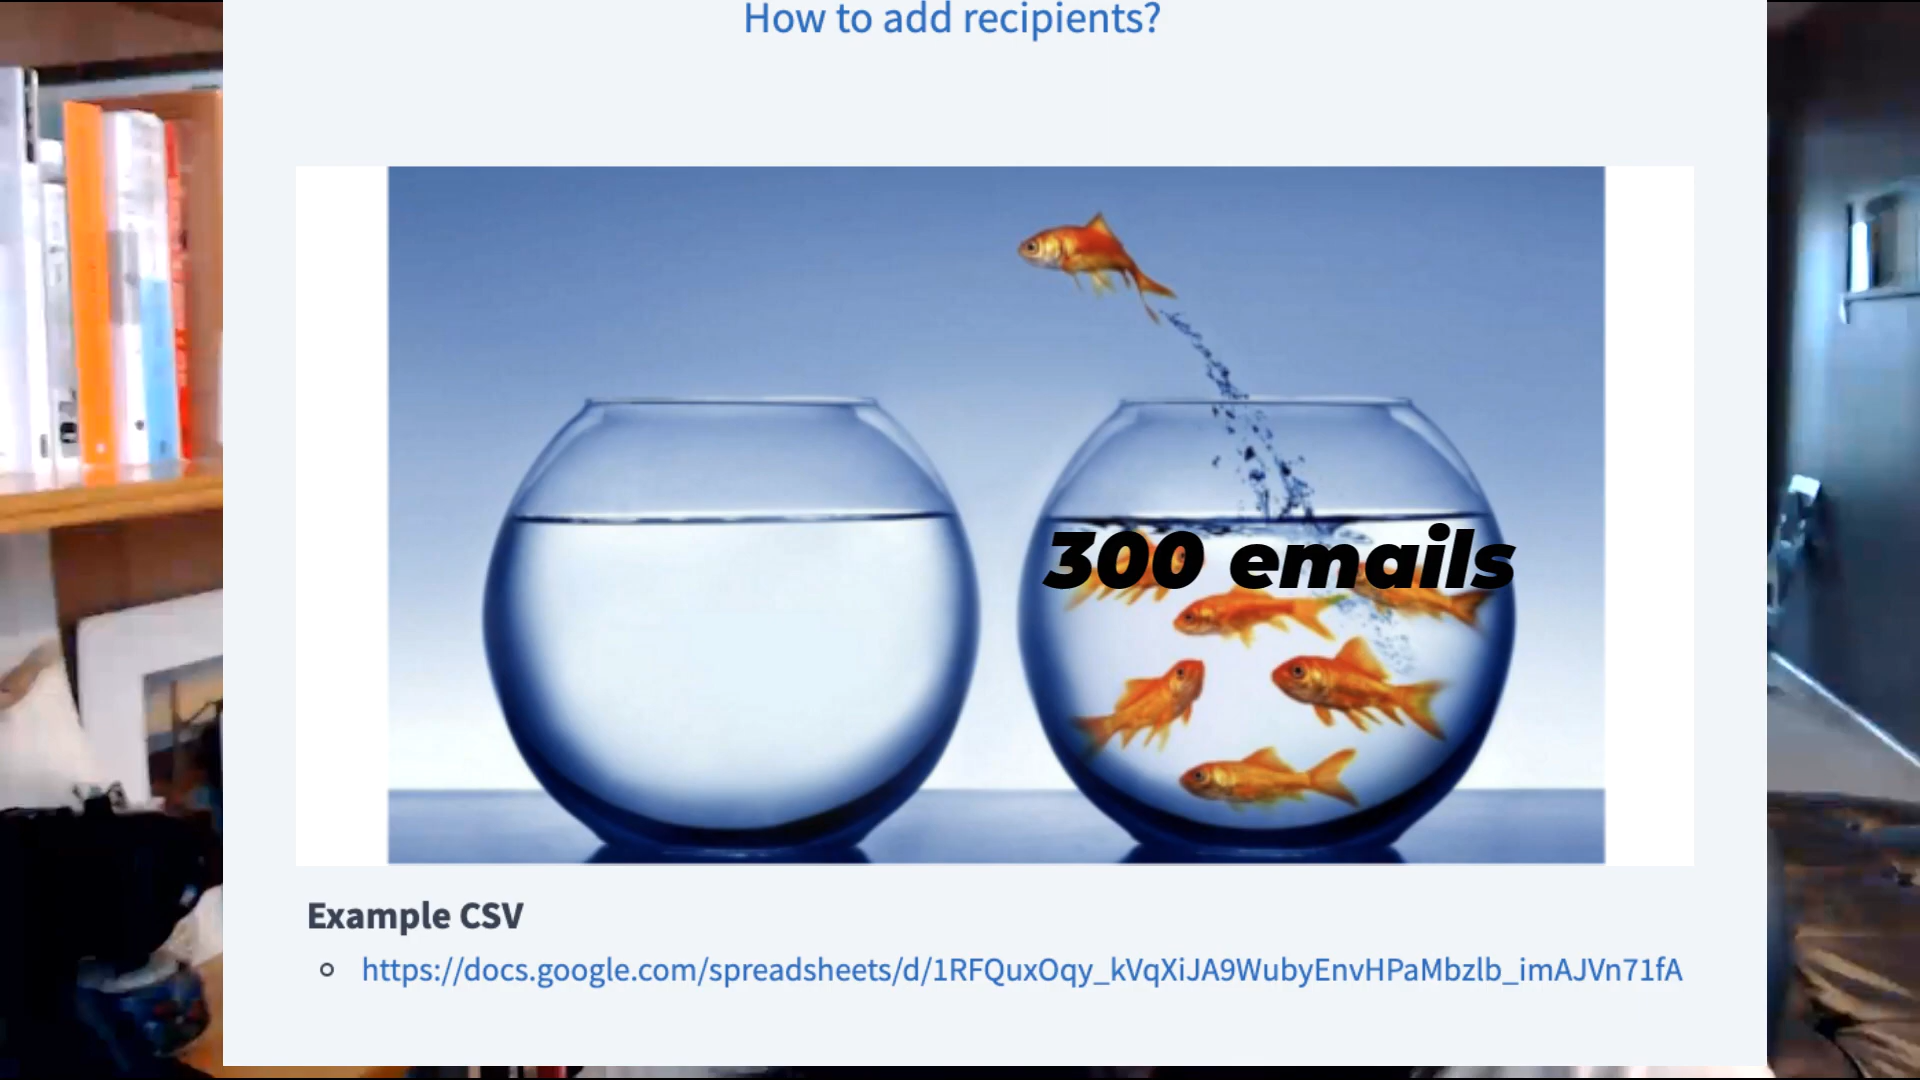 How to add recipients?
300 emails
Example CSV
https://docs.google.com/spreadsheets/d/1RFQuxOqy_kVqXiJA9WubyEnvHPaMbzlb_imAJVn71fA